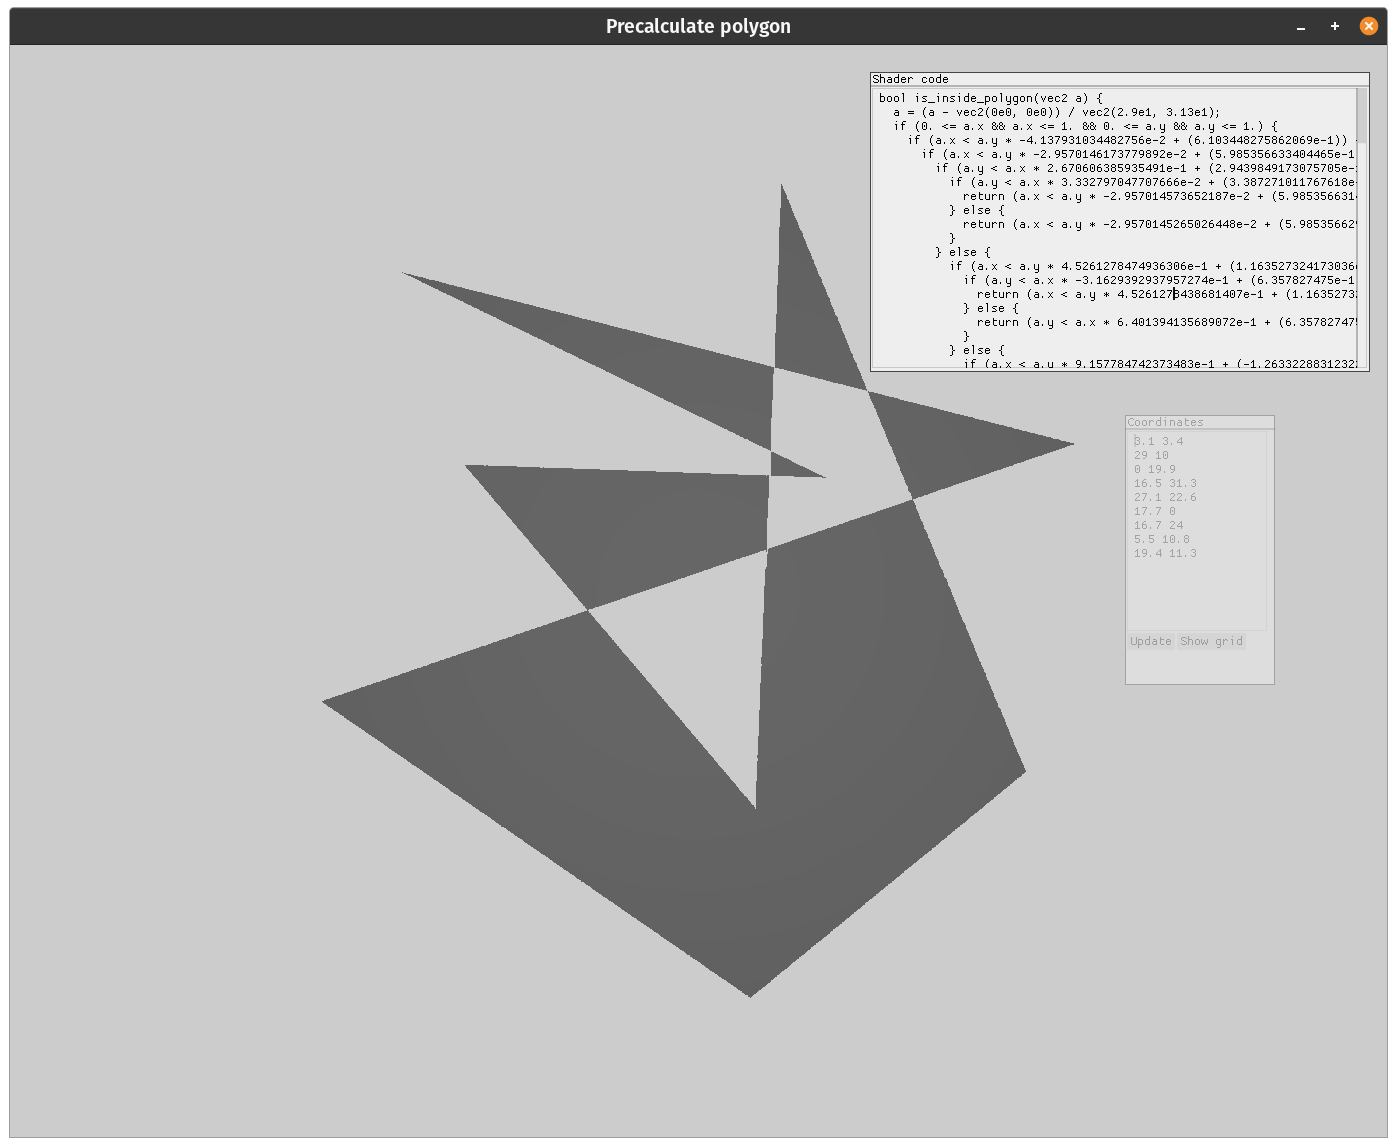 Precalculate polygon
Shader code
bool is_inside_polygon(vec2 a) {
a = (a - vec2(0e0, 0e0)) / vec2(2.9e1, 3.13e1);
if (0. <= a.x && a.x <= 1. && 0. <= a.y && a.y <= 1.) {
if (a.x < a.y * -4.137931034482756e-2 + (6.103448275862069e-1))
if (a.x < a.y * -2.9570146173779892e-2 + (5.985356633404465e-1
if (a.y < a.x * 2.670606385935491e-1 + (2.9439849173075705e-
if (a.y < a.x * 3.332797047707666e-2 + (3.387271011767618e-
return (a.x < a.y * -2.957014573652187e-2 + (5.98535663
} else {
return (a.x < a.y * -2.9570145265026448e-2 + (5.98535662
}
} else {
if (a.x < a.y * 4.5261278474936306e-1 + (1.163527324173036
if (a.y < a.x * -3.1629392937957274e-1 + (6.357827475e-1
return (a.x < a.y * 4.52612783438681407e-1 + (1.1635273
} else {
return (a.y < a.x * 6.401394135689072e-1 + (6.35782747
}
} else {
if (a.x < a.y * 9.157784742373483e-1 + (-1.2633228831232
Coordinates
3.1 3.4
29 10
0 19.9
16.5 31.3
27.1 22.6
17.7 0
16.7 24
5.5 10.8
19.4 11.3
Update Show grid